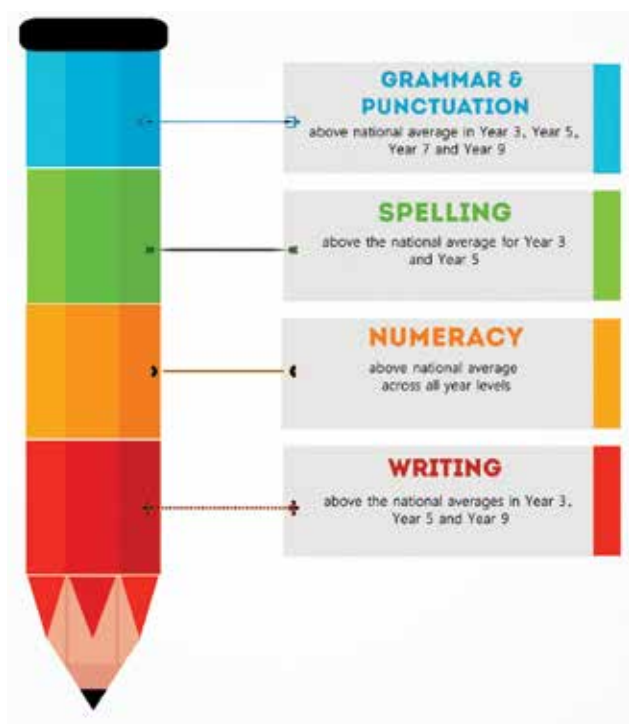 GRAMMAR &
PUNCTUATION
above national average in Year 3, Year 5,
Year 7 and Year 9
SPELLING
above the national average for Year 3
and Year 5
NUMERACY
above national average
across all year levels
WRITING
above the national averages in Year 3,
Year 5 and Year 9